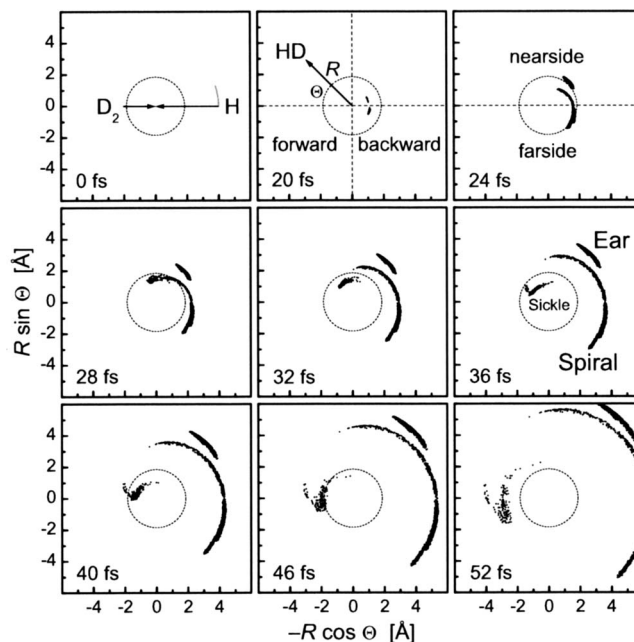 4
2
0
-2
-4
D₂
H
0 fs
HD
R
Θ
forward
backward
20 fs
nearside
farside
24 fs
4
2
0
-2
-4
28 fs
32 fs
Ear
Sickle
Spiral
36 fs
R sin Θ [Å]
4
2
0
-2
-4
40 fs
46 fs
52 fs
-4 -2 0 2 4
-4 -2 0 2 4
-4 -2 0 2 4
–R cos Θ [Å]